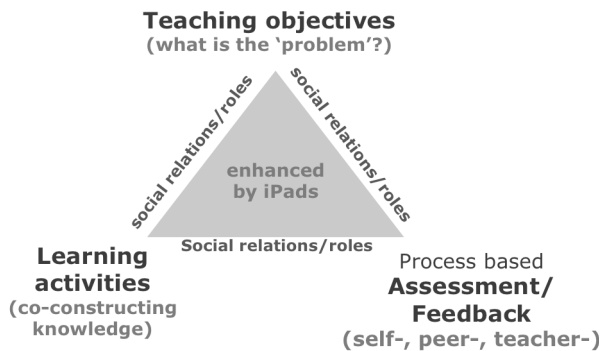 Teaching objectives
(what is the ‘problem’?)
social relations/roles
social relations/roles
enhanced
by iPads
Social relations/roles
Learning
activities
(co-constructing
knowledge)
Process based
Assessment/
Feedback
(self-, peer-, teacher-)